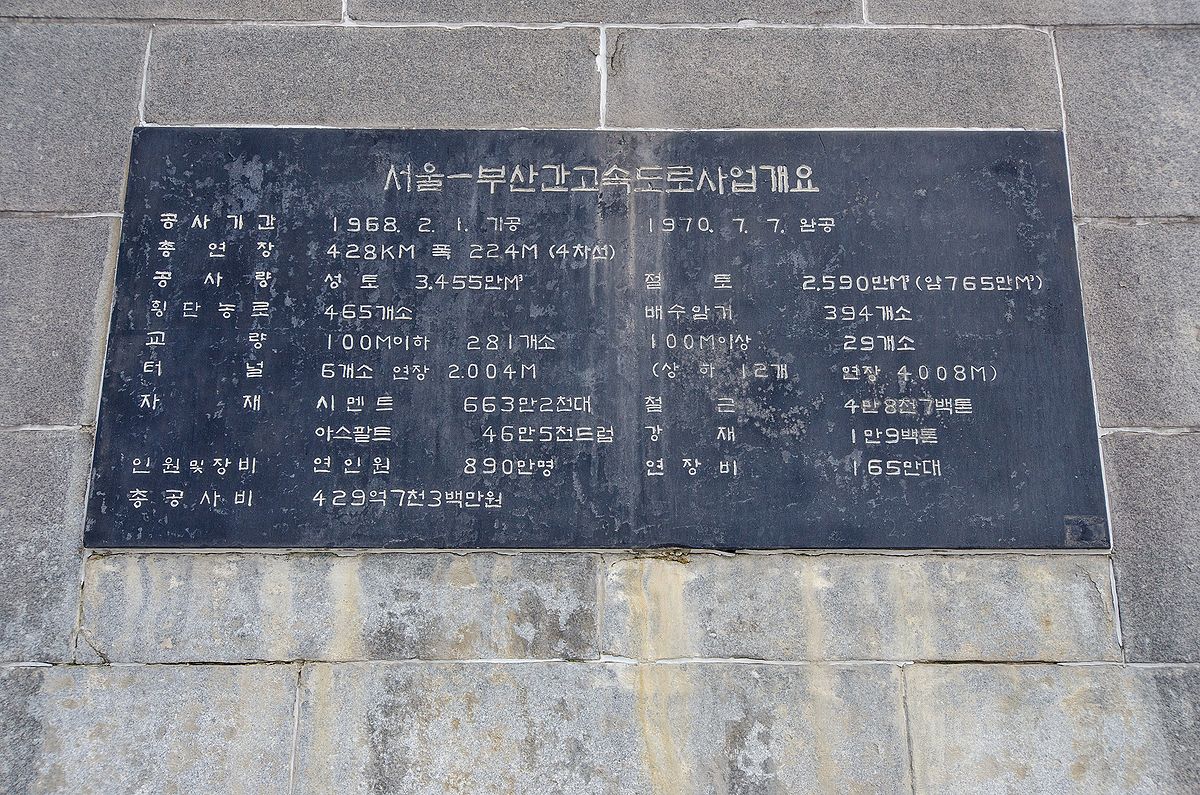 서울-부산간고속도로사업개요
공사기간 1968. 2. 1. 기공 1970. 7. 7. 완공
총연장 428KM 폭 22.4M (4차선)
공사량 성토 3.455만M³ 절토 2.590만M³ (암765만M³)
횡단농로 465개소 배수암거 394개소
교량 100M이하 281개소 100M이상 29개소
터널 6개소 연장 2.004M (상하 12개 연장 4.008M)
자재 시멘트 663만2천대 철근 4만8천7백톤
아스팔트 46만5천드럼 강재 1만9백톤
인원및장비 연인원 890만명 연장비 165만대
총공사비 429억7천3백만원